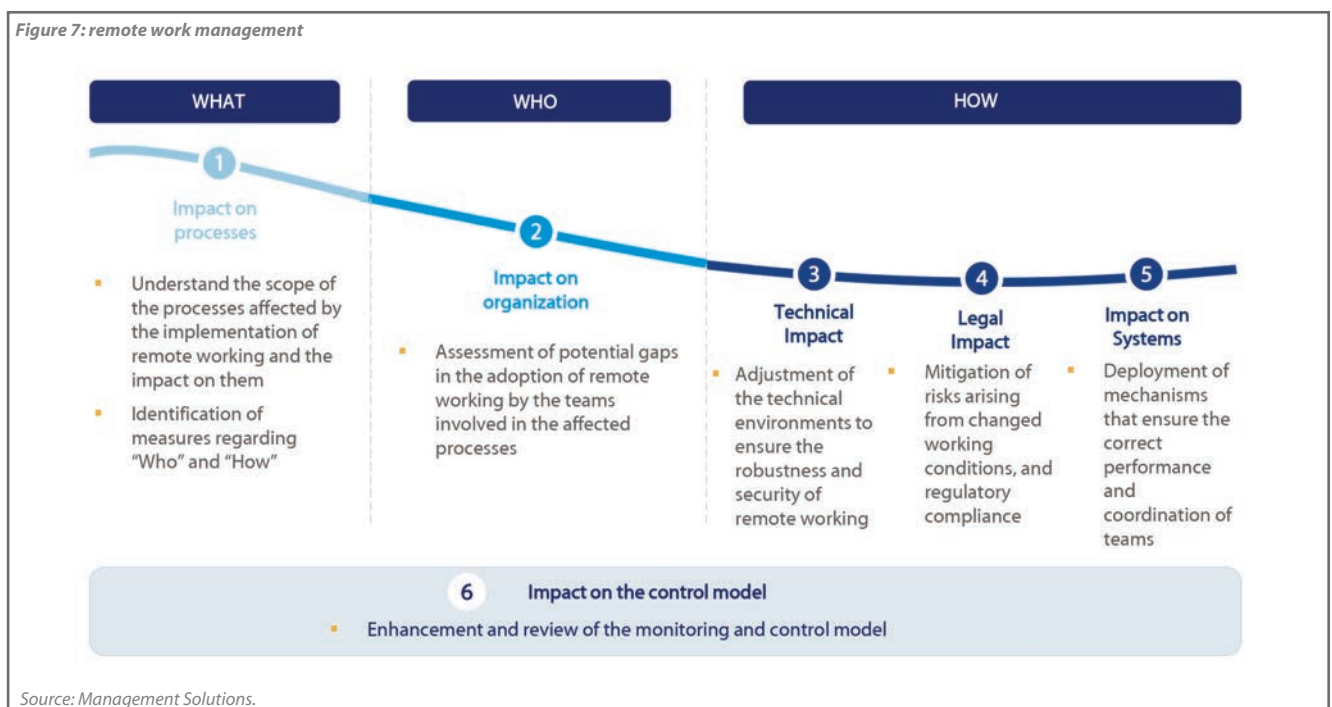 Figure 7: remote work management
WHAT
WHO
HOW
1
Impact on
processes
▪ Understand the scope of
the processes affected by
the implementation of
remote working and the
impact on them
▪ Identification of
measures regarding
“Who” and “How”
2
Impact on
organization
▪ Assessment of potential gaps
in the adoption of remote
working by the teams
involved in the affected
processes
3
Technical
Impact
▪ Adjustment of
the technical
environments to
ensure the
robustness and
security of
remote working
4
Legal
Impact
▪ Mitigation of
risks arising
from changed
working
conditions, and
regulatory
compliance
5
Impact on
Systems
▪ Deployment of
mechanisms
that ensure the
correct
performance
and
coordination of
teams
6 Impact on the control model
▪ Enhancement and review of the monitoring and control model
Source: Management Solutions.